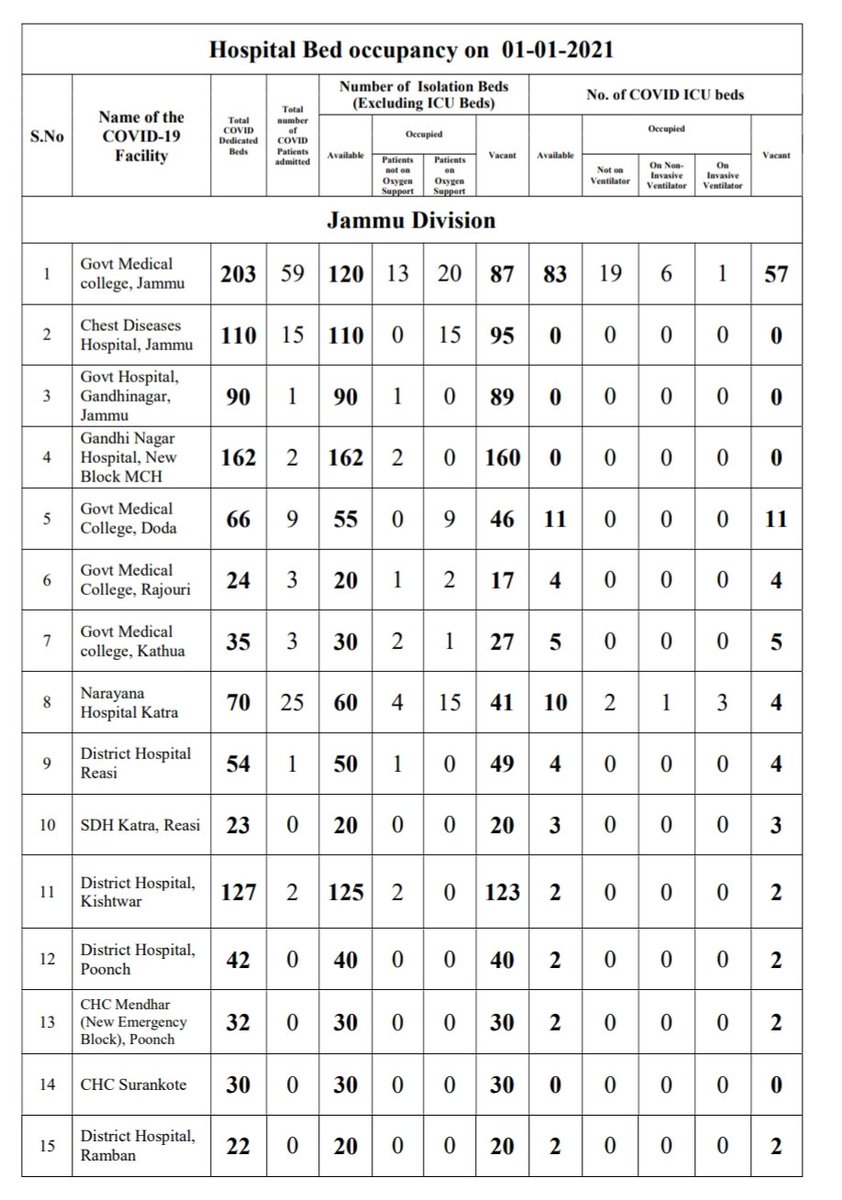 Hospital Bed occupancy on 01-01-2021
S.No
Name of the
COVID-19
Facility
Total
COVID
Dedicated
Beds
Total
number
of
COVID
Patients
admitted
Number of Isolation Beds
(Excluding ICU Beds)
No. of COVID ICU beds
Available
Occupied
Vacant
Available
Occupied
Vacant
Patients
not on
Oxygen
Support
Patients
on
Oxygen
Support
Not on
Ventilator
On Non-
Invasive
Ventilator
On
Invasive
Ventilator
Jammu Division
1 Govt Medical
college, Jammu 203 59 120 13 20 87 83 19 6 1 57
2 Chest Diseases
Hospital, Jammu 110 15 110 0 15 95 0 0 0 0 0
3 Govt Hospital,
Gandhinagar,
Jammu 90 1 90 1 0 89 0 0 0 0 0
4 Gandhi Nagar
Hospital, New
Block MCH 162 2 162 2 0 160 0 0 0 0 0
5 Govt Medical
College, Doda 66 9 55 0 9 46 11 0 0 0 11
6 Govt Medical
College, Rajouri 24 3 20 1 2 17 4 0 0 0 4
7 Govt Medical
college, Kathua 35 3 30 2 1 27 5 0 0 0 5
8 Narayana
Hospital Katra 70 25 60 4 15 41 10 2 1 3 4
9 District Hospital
Reasi 54 1 50 1 0 49 4 0 0 0 4
10 SDH Katra, Reasi 23 0 20 0 0 20 3 0 0 0 3
11 District Hospital,
Kishtwar 127 2 125 2 0 123 2 0 0 0 2
12 District Hospital,
Poonch 42 0 40 0 0 40 2 0 0 0 2
13 CHC Mendhar
(New Emergency
Block), Poonch 32 0 30 0 0 30 2 0 0 0 2
14 CHC Surankote 30 0 30 0 0 30 0 0 0 0 0
15 District Hospital,
Ramban 22 0 20 0 0 20 2 0 0 0 2